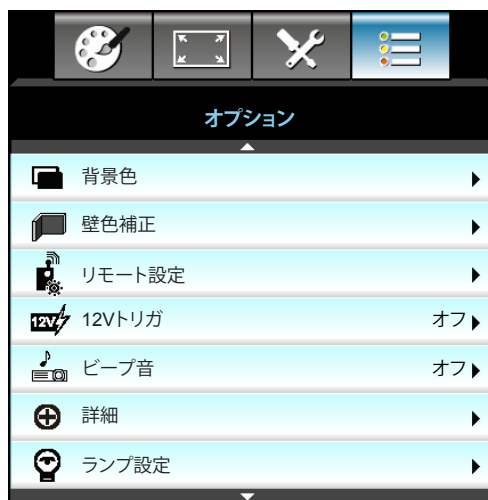 オプション
背景色
壁色補正
リモート設定
12V 12Vトリガ オフ
ビープ音 オフ
詳細
ランプ設定